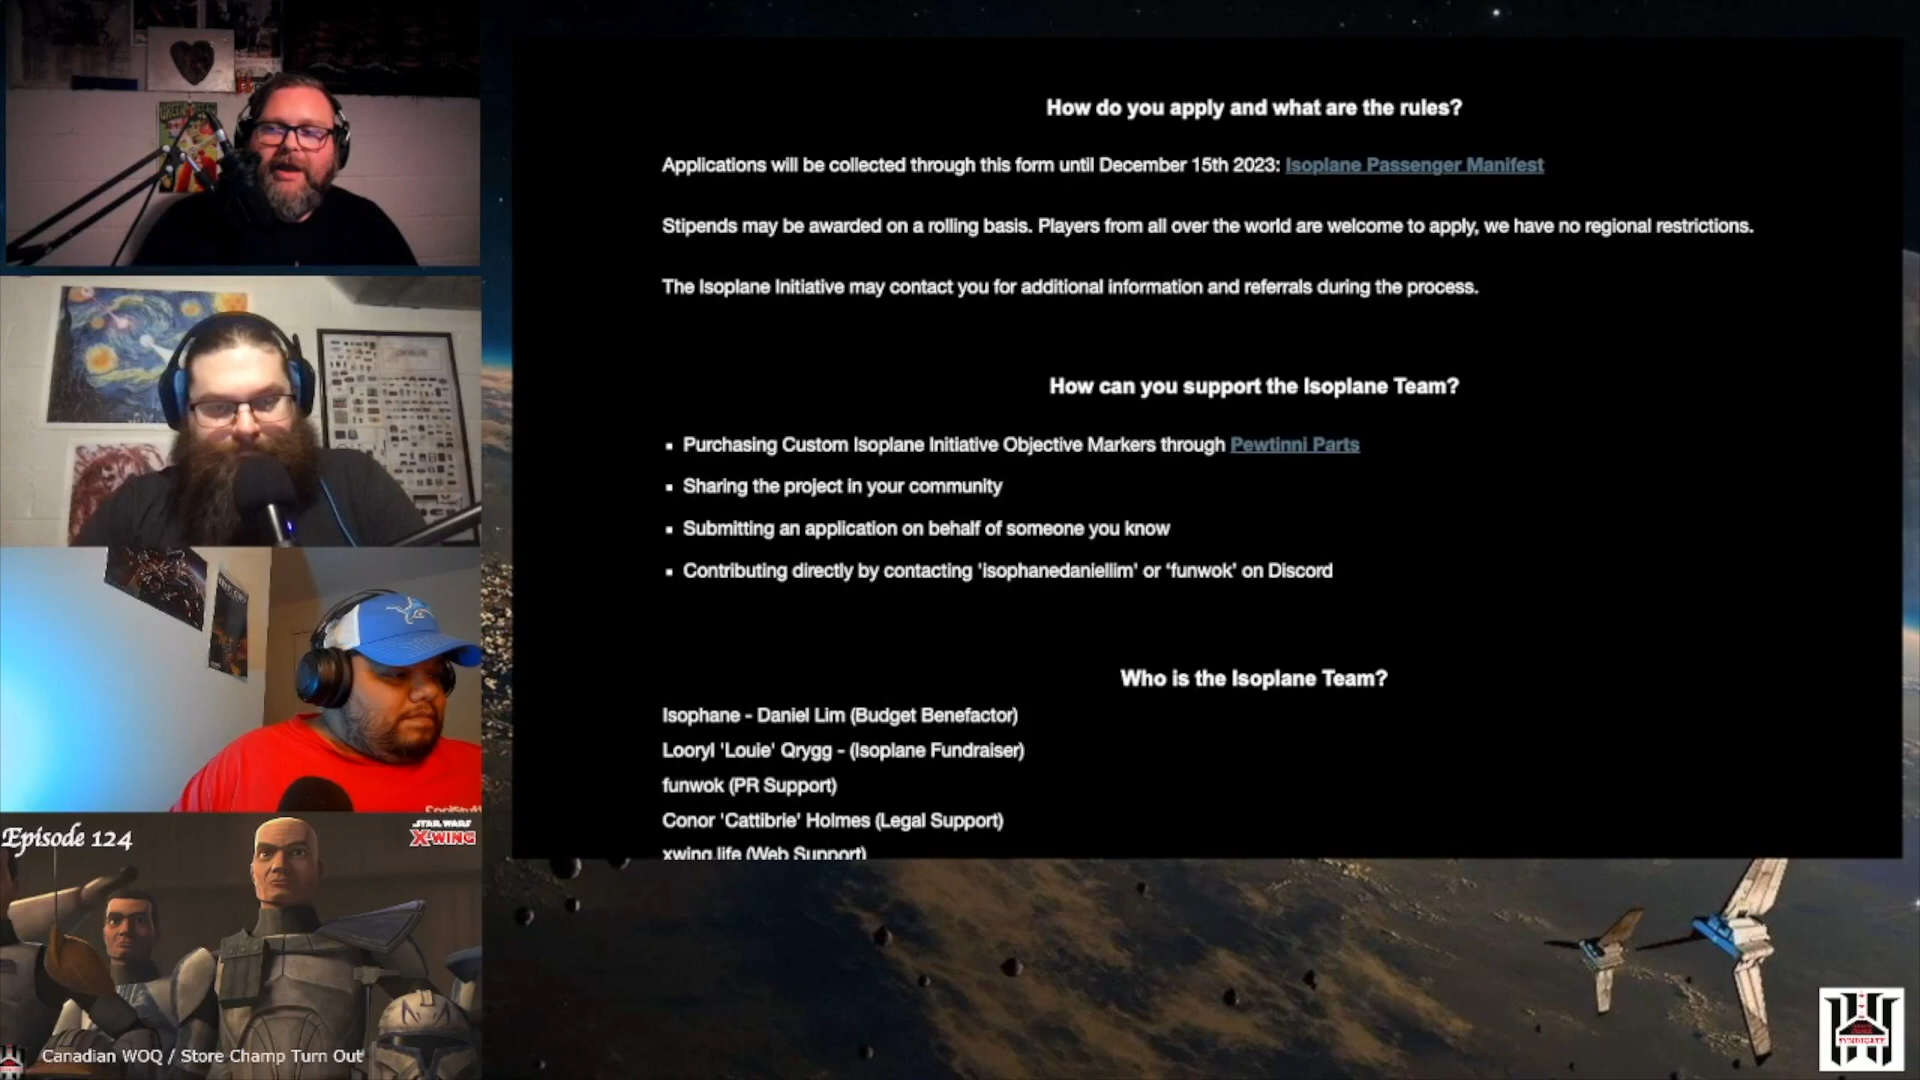 How do you apply and what are the rules?
Applications will be collected through this form until December 15th 2023: Isoplane Passenger Manifest
Stipends may be awarded on a rolling basis. Players from all over the world are welcome to apply, we have no regional restrictions.
The Isoplane Initiative may contact you for additional information and referrals during the process.
How can you support the Isoplane Team?
▪ Purchasing Custom Isoplane Initiative Objective Markers through Pewtinni Parts
▪ Sharing the project in your community
▪ Submitting an application on behalf of someone you know
▪ Contributing directly by contacting 'isophanedaniellim' or ‘funwok’ on Discord
Who is the Isoplane Team?
Isophane - Daniel Lim (Budget Benefactor)
Looryl 'Louie' Qrygg - (Isoplane Fundraiser)
funwok (PR Support)
Conor 'Cattibrie' Holmes (Legal Support)
xwing.life (Web Support)
Episode 124
STAR WARS
X-WING
Canadian WOQ / Store Champ Turn Out
SYNDICATE